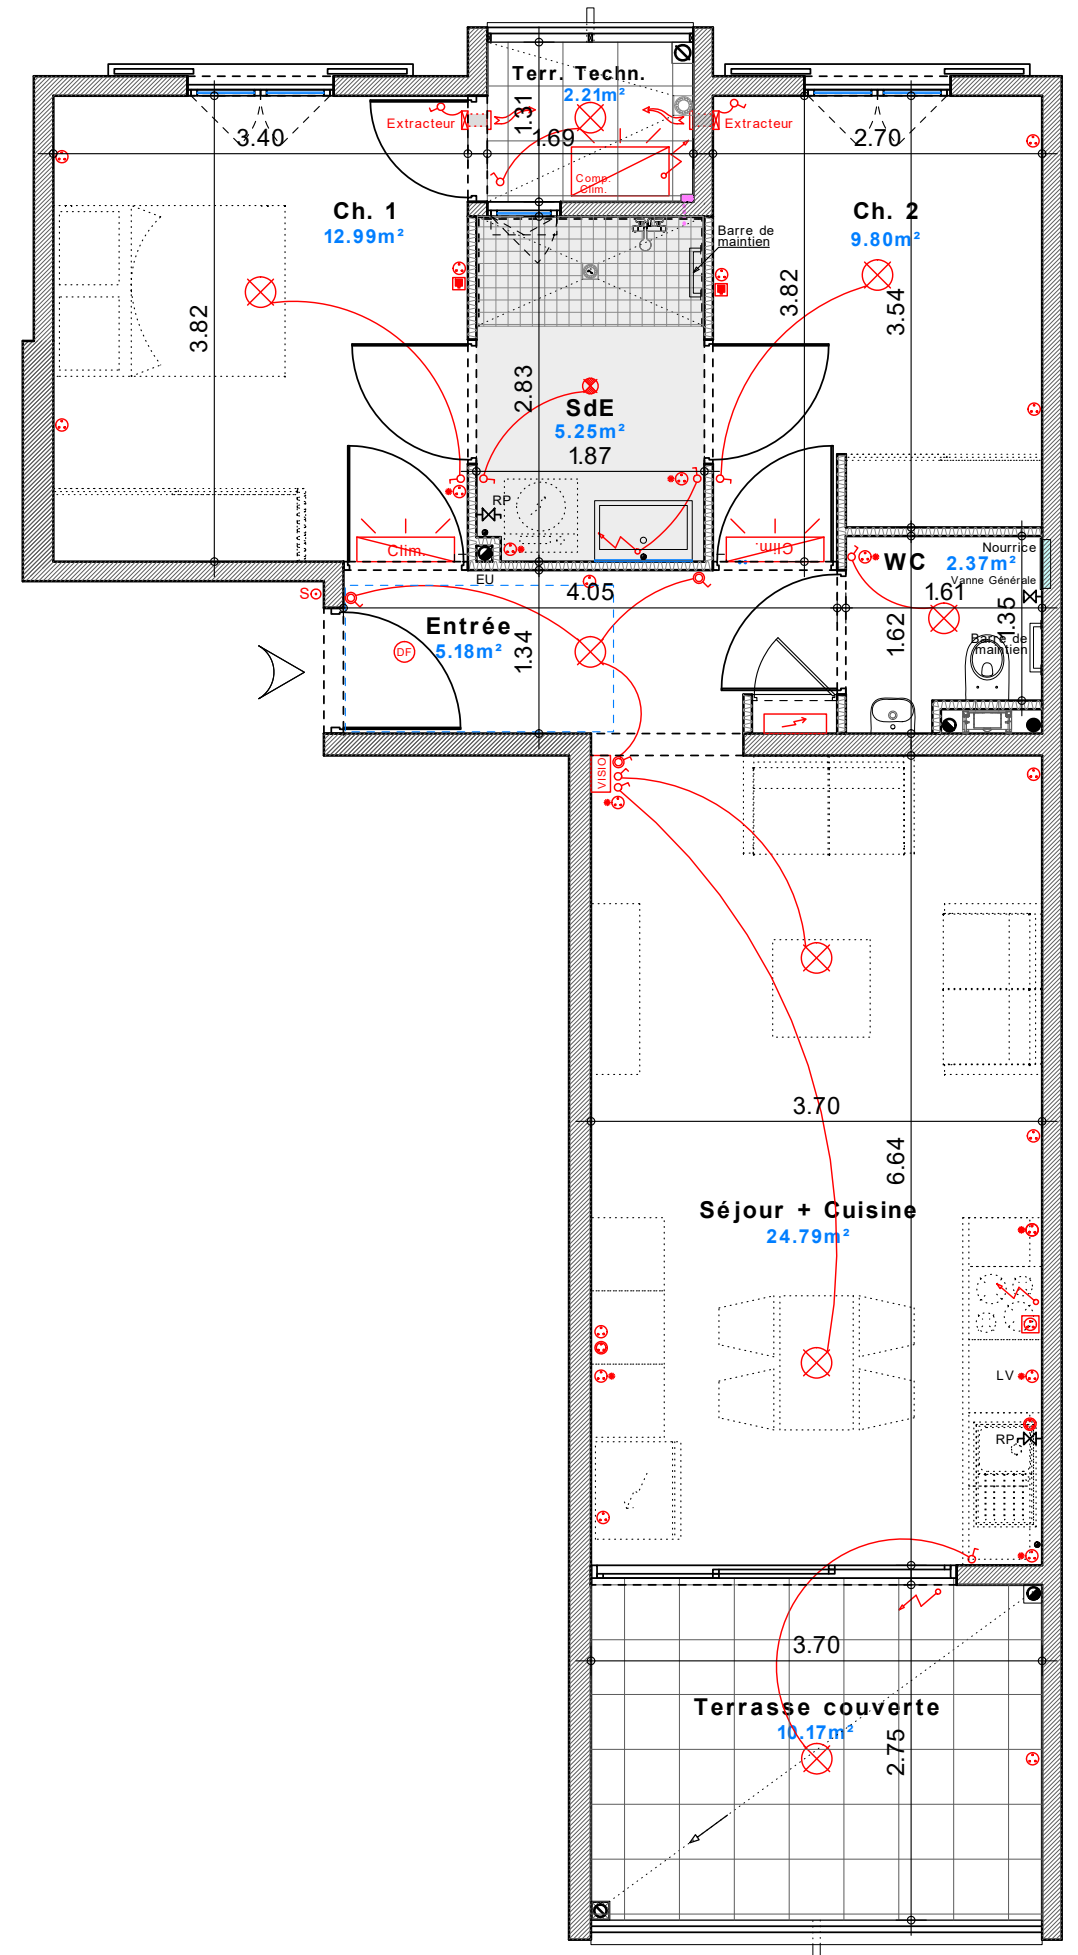 Terr. Techn.
2.21m²
1.31
1.69
Extracteur
Extracteur
Comp.
Clim.
3.40
2.70
Ch. 1
12.99m²
Ch. 2
9.80m²
Barre de
maintien
3.82
3.82
3.54
2.83
SdE
5.25m²
1.87
RP
Clim.
Clim.
EU
WC
Nourrice
2.37m²
Vanne Générale
S
4.05
1.61
Entrée
5.18m²
DF
1.34
1.62
1.35
Barre de
maintien
VISIO
3.70
6.64
Séjour + Cuisine
24.79m²
LV
RP
3.70
Terrasse couverte
10.17m²
2.75